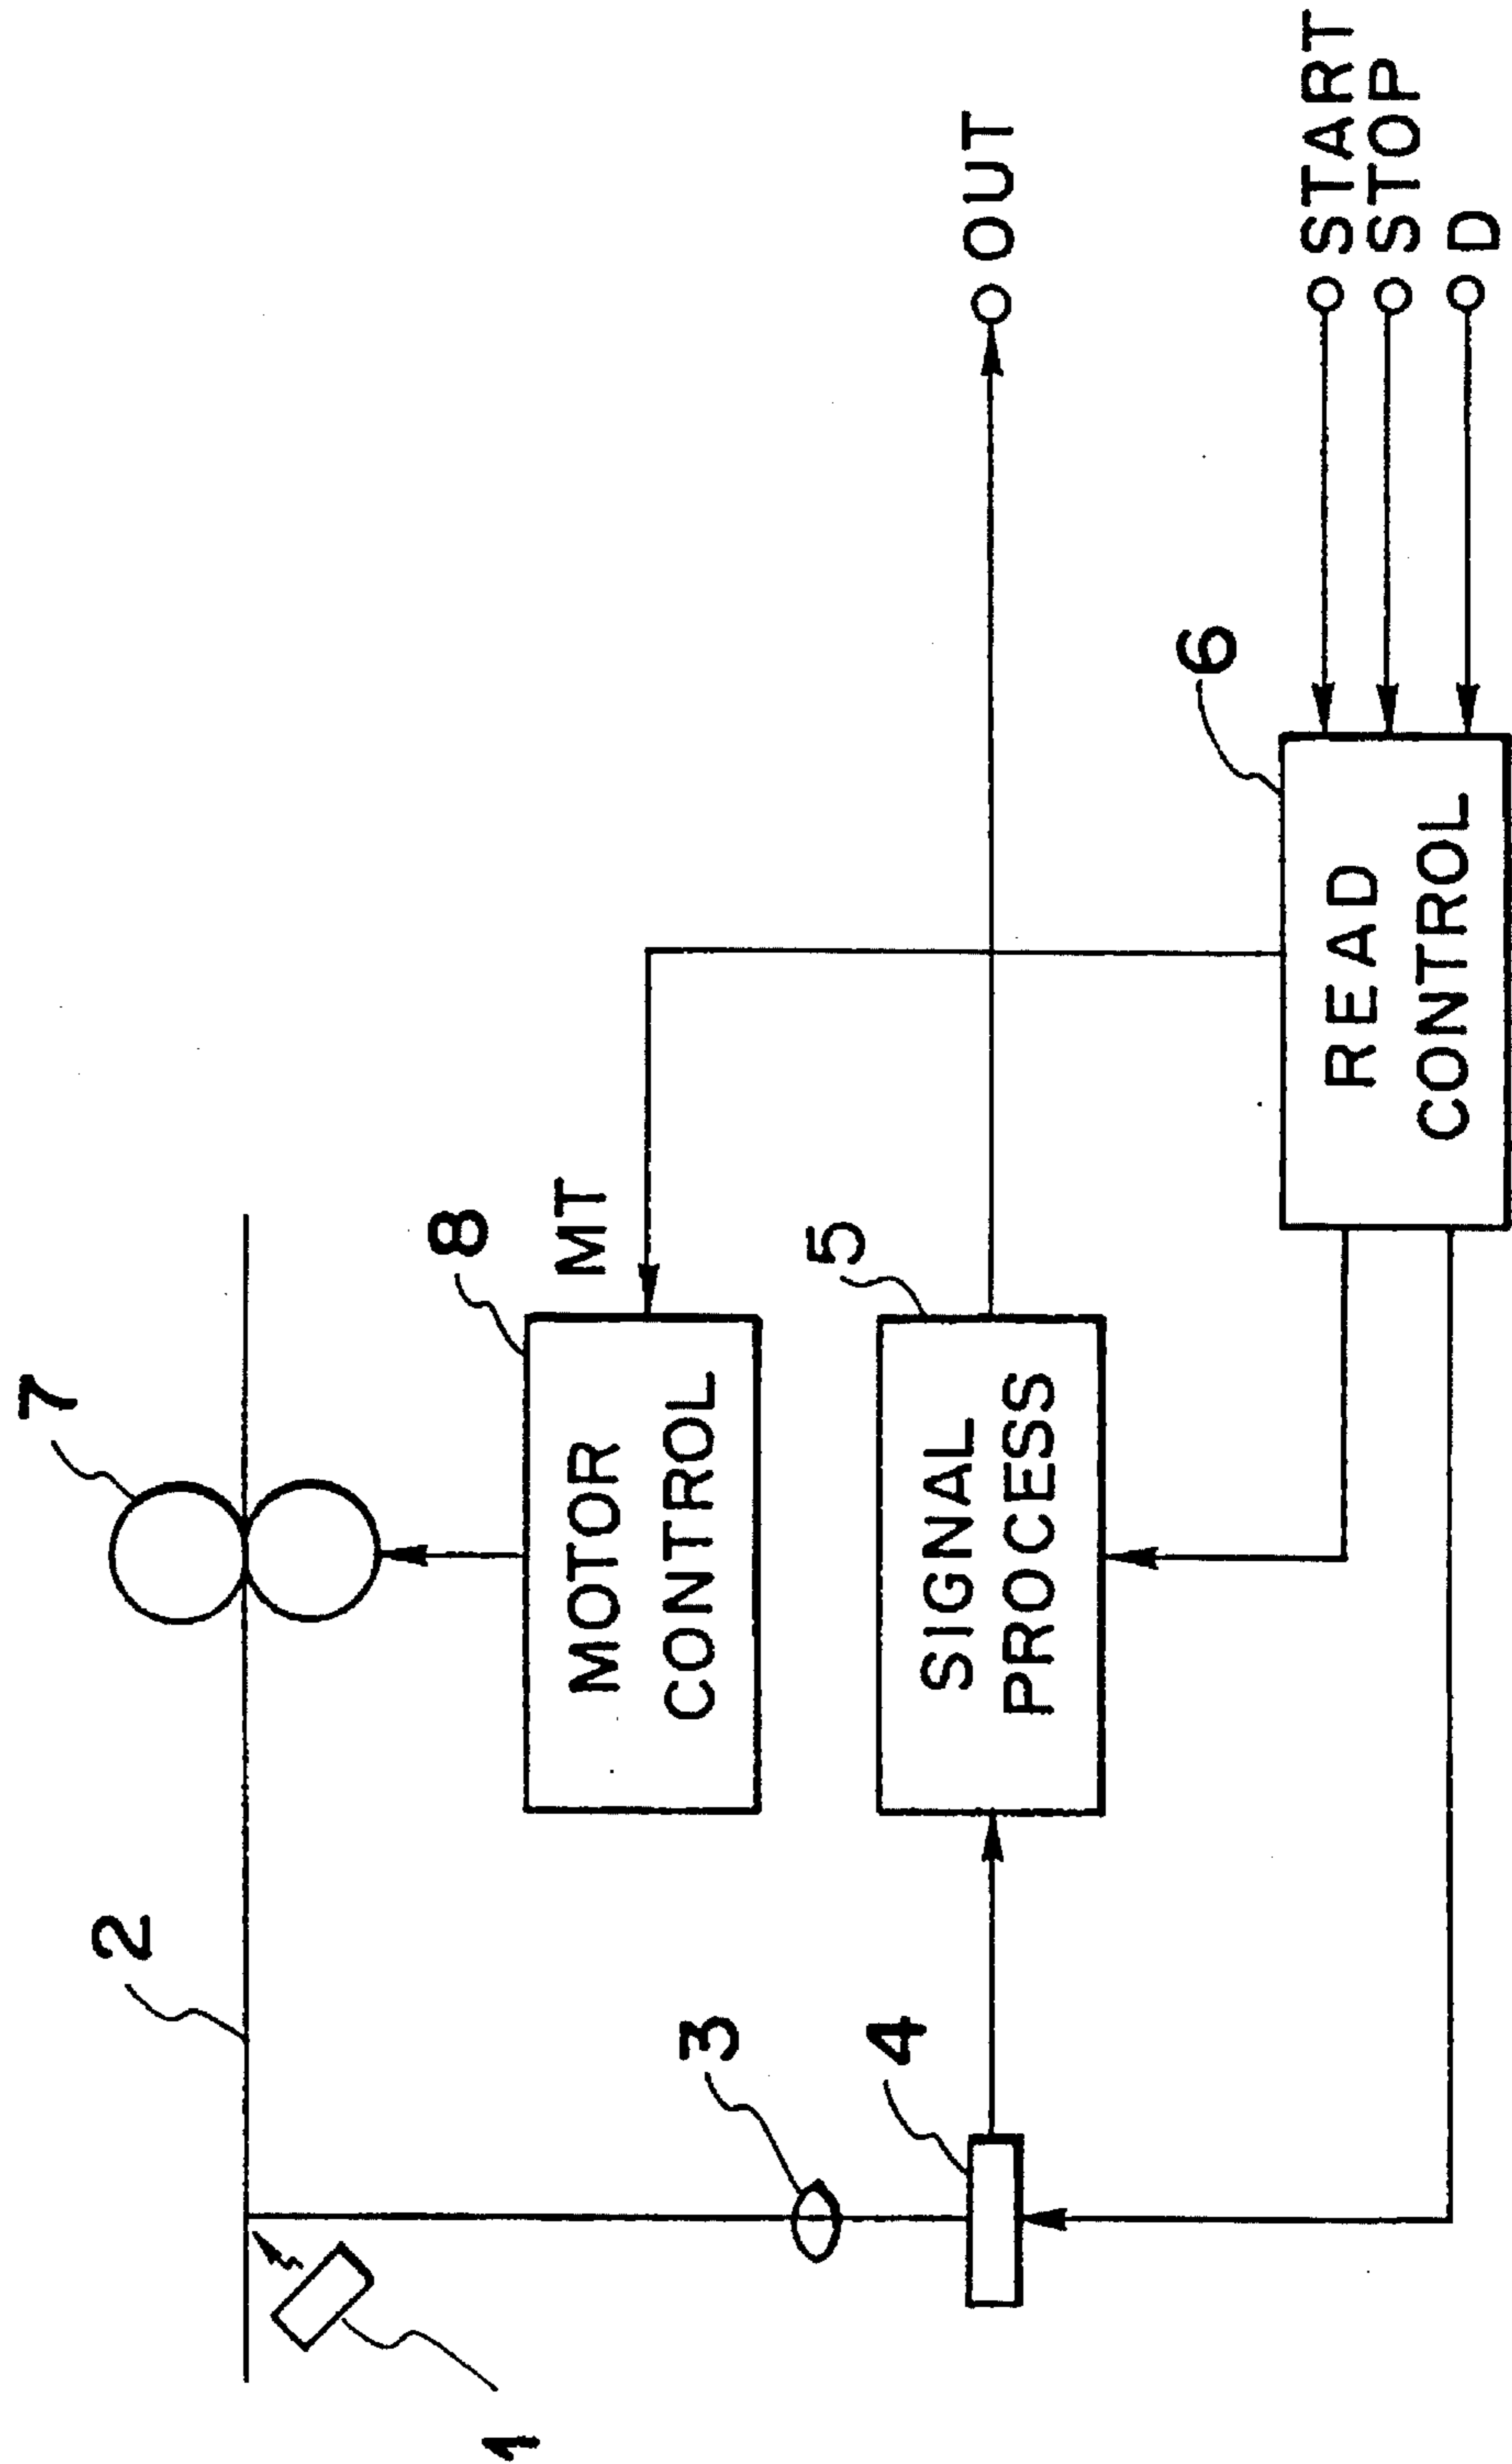 7
2
8
MT
MOTOR
CONTROL
1
3
5
SIGNAL
PROCESS
OUT
4
6
READ
CONTROL
START
STOP
D